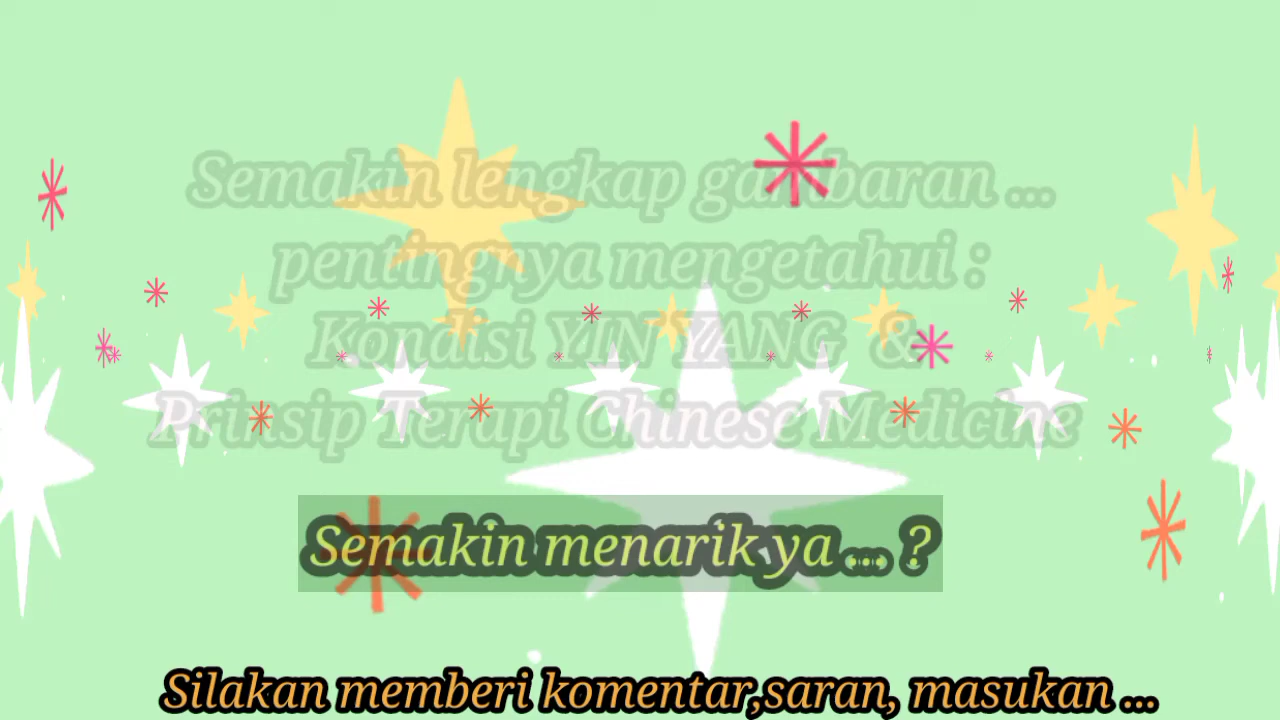 Semakin lengkap gambaran ...
pentingnya mengetahui :
Kondisi YIN YANG &
Prinsip Terapi Chinese Medicine
Semakin menarik ya ... ?
Silakan memberi komentar,saran, masukan ...